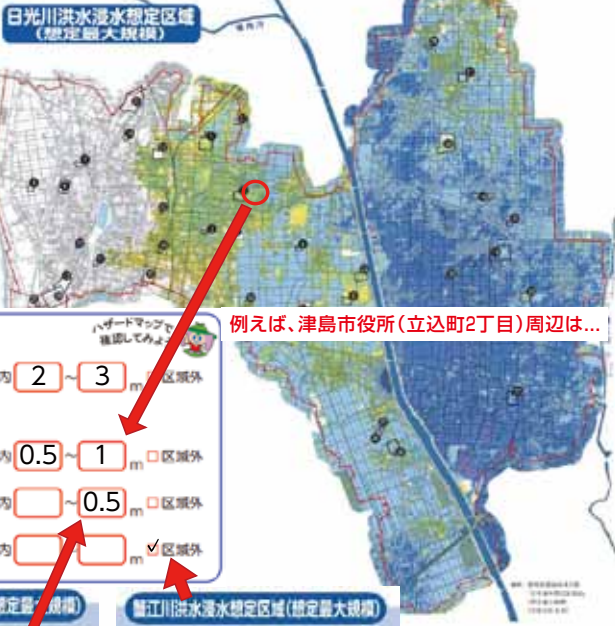 日光川洪水浸水想定区域
(想定最大規模)
例えば、津島市役所(立込町2丁目)周辺は...
ハザードマップで
確認してみよう
内 2 ~ 3 m 区域外
内 0.5 ~ 1 m □区域外
内 ~ 0.5 m □区域外
内 ~ m ✓区域外
想定最大規模)
蟹江川洪水浸水想定区域(想定最大規模)